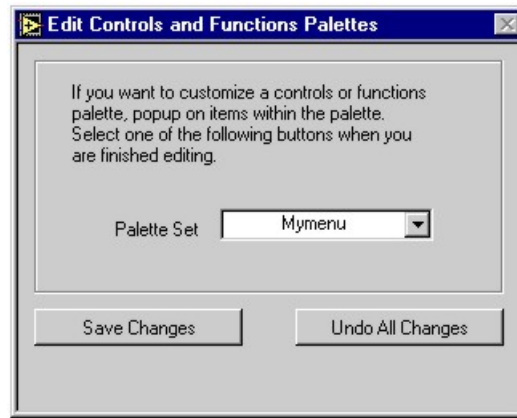 Edit Controls and Functions Palettes
If you want to customize a controls or functions
palette, popup on items within the palette.
Select one of the following buttons when you
are finished editing.
Palette Set Mymenu
Save Changes Undo All Changes